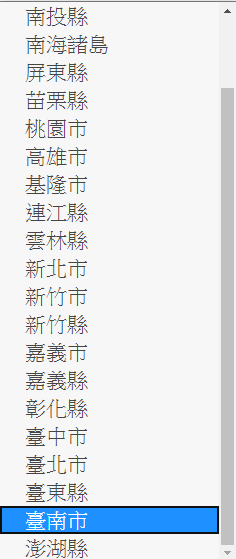 南投縣
南海諸島
屏東縣
苗栗縣
桃園市
高雄市
基隆市
連江縣
雲林縣
新北市
新竹市
新竹縣
嘉義市
嘉義縣
彰化縣
臺中市
臺北市
臺東縣
臺南市
澎湖縣